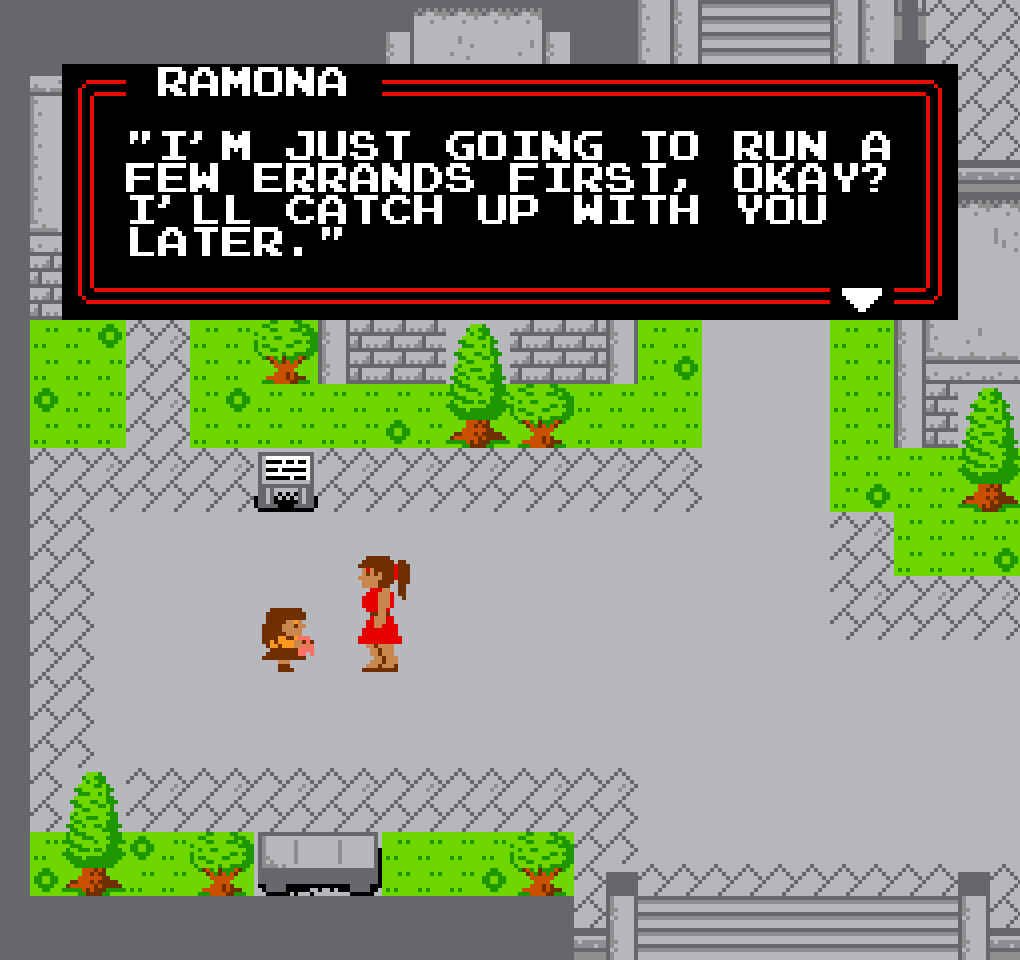 RAMONA
"I'M JUST GOING TO RUN A
FEW ERRANDS FIRST, OKAY?
I'LL CATCH UP WITH YOU
LATER."